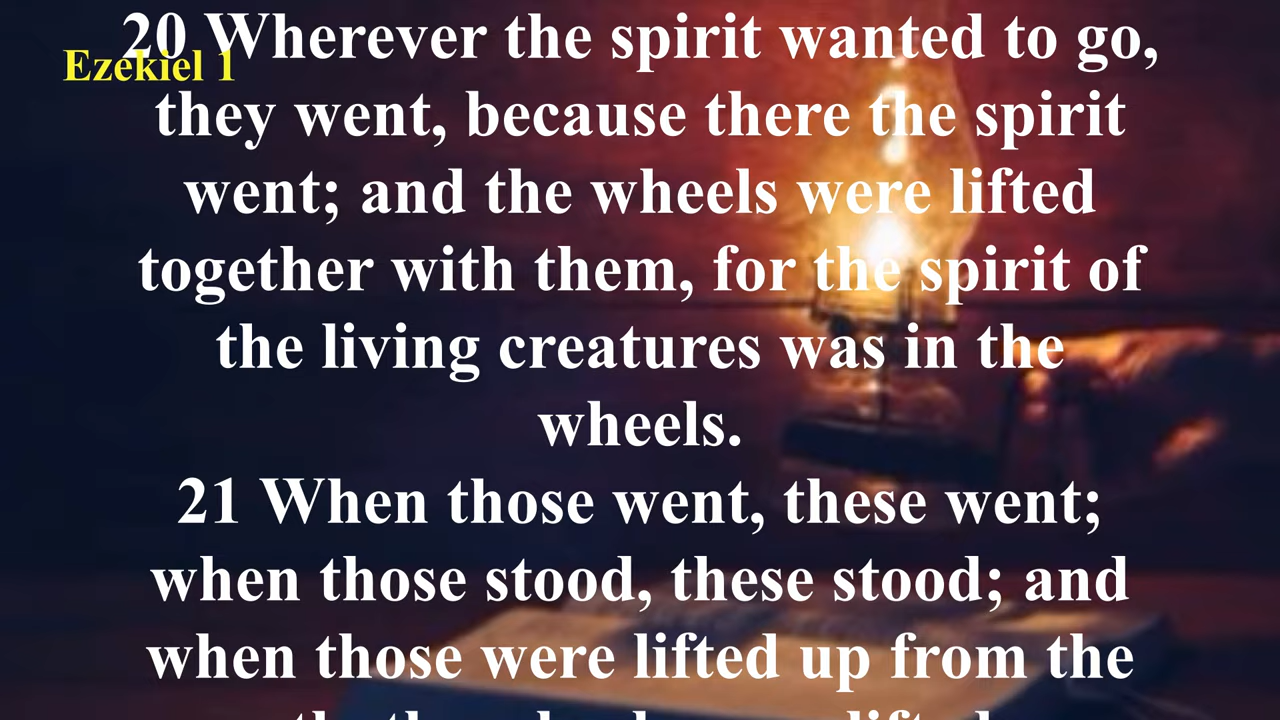 20 Wherever the spirit wanted to go,
Ezekiel 1
they went, because there the spirit
went; and the wheels were lifted
together with them, for the spirit of
the living creatures was in the
wheels.
21 When those went, these went;
when those stood, these stood; and
when those were lifted up from the